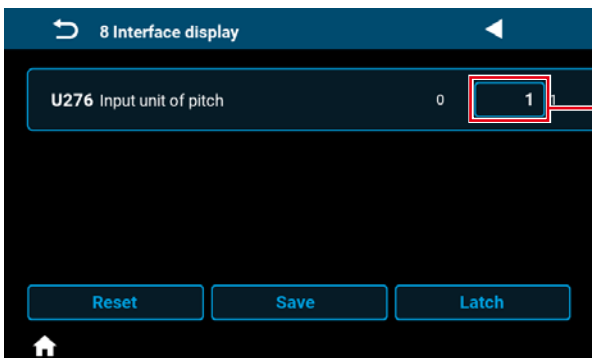 8 Interface display
U276 Input unit of pitch 0 1 1
Reset Save Latch